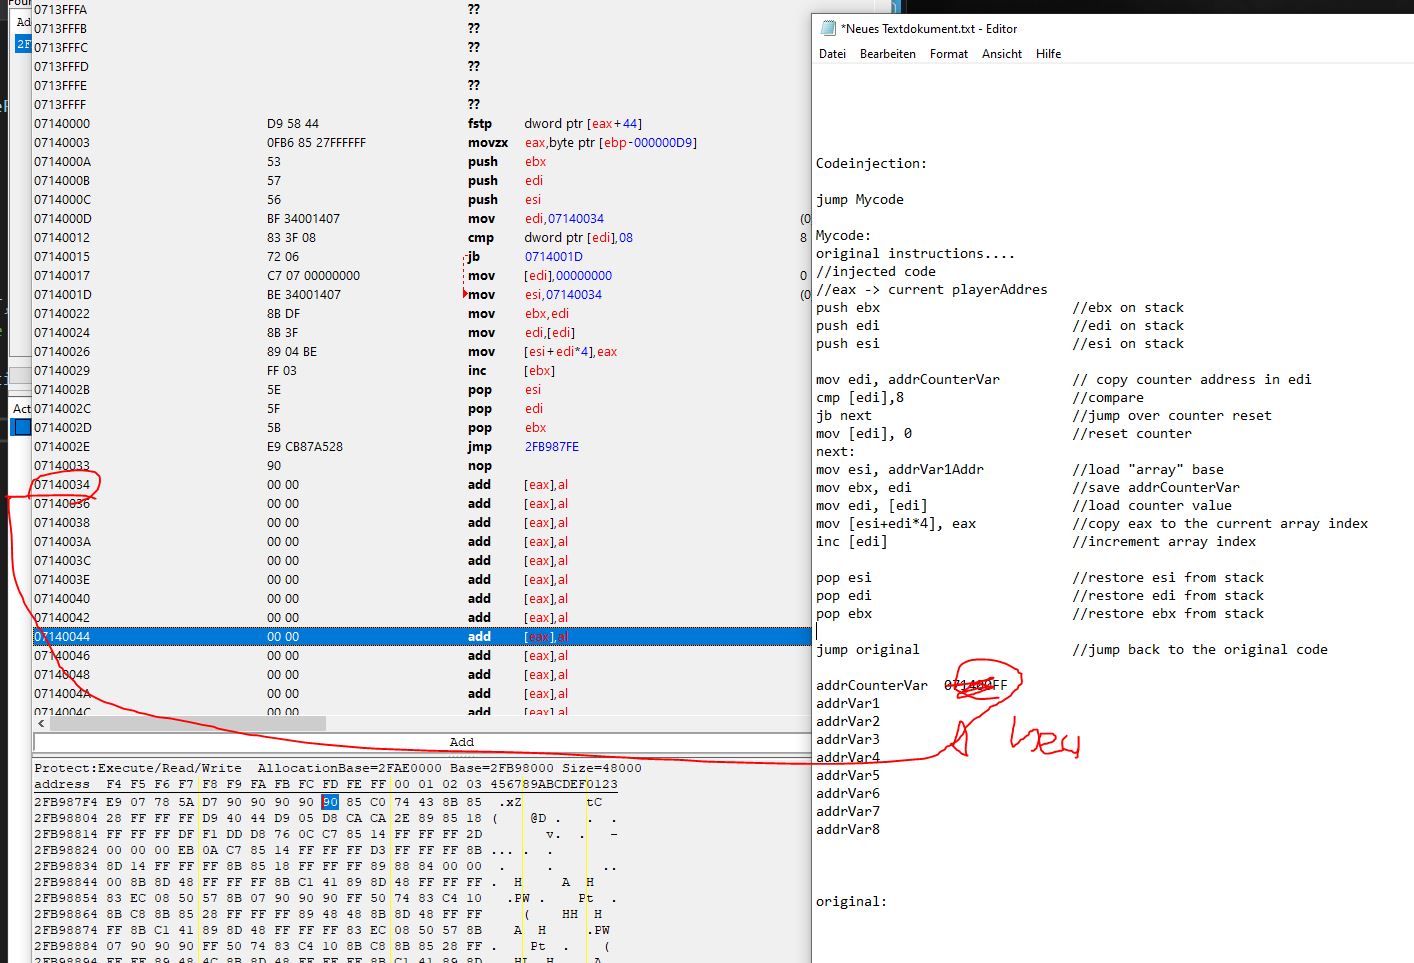 Foun
Ad
2F
Act
0713FFFA ??
0713FFFB ??
0713FFFC ??
0713FFFD ??
0713FFFE ??
0713FFFF ??
07140000 D9 58 44 fstp dword ptr [eax+44]
07140003 0FB6 85 27FFFFFF movzx eax,byte ptr [ebp-000000D9]
0714000A 53 push ebx
0714000B 57 push edi
0714000C 56 push esi
0714000D BF 34001407 mov edi,07140034 (0
07140012 83 3F 08 cmp dword ptr [edi],08 8
07140015 72 06 jb 0714001D
07140017 C7 07 00000000 mov [edi],00000000 0
0714001D BE 34001407 mov esi,07140034 (0
07140022 8B DF mov ebx,edi
07140024 8B 3F mov edi,[edi]
07140026 89 04 BE mov [esi+edi*4],eax
07140029 FF 03 inc [ebx]
0714002B 5E pop esi
0714002C 5F pop edi
0714002D 5B pop ebx
0714002E E9 CB87A528 jmp 2FB987FE
07140033 90 nop
07140034 00 00 add [eax],al
07140036 00 00 add [eax],al
07140038 00 00 add [eax],al
0714003A 00 00 add [eax],al
0714003C 00 00 add [eax],al
0714003E 00 00 add [eax],al
07140040 00 00 add [eax],al
07140042 00 00 add [eax],al
07140044 00 00 add [eax],al
07140046 00 00 add [eax],al
07140048 00 00 add [eax],al
0714004A 00 00 add [eax],al
0714004C 00 00 add [eax],al
Add
Protect:Execute/Read/Write AllocationBase=2FAE0000 Base=2FB98000 Size=48000
address F4 F5 F6 F7 F8 F9 FA FB FC FD FE FF 00 01 02 03 456789ABCDEF0123
2FB987F4 E9 07 78 5A D7 90 90 90 90 90 85 C0 74 43 8B 85 .xZ tC
2FB98804 28 FF FF FF D9 40 44 D9 05 D8 CA CA 2E 89 85 18 ( @D . . .
2FB98814 FF FF FF DF F1 DD D8 76 0C C7 85 14 FF FF FF 2D v. . -
2FB98824 00 00 00 EB 0A C7 85 14 FF FF FF D3 FF FF FF 8B ... . .
2FB98834 8D 14 FF FF FF 8B 85 18 FF FF FF 89 88 84 00 00 . . ..
2FB98844 00 8B 8D 48 FF FF FF 8B C1 41 89 8D 48 FF FF FF . H A H
2FB98854 83 EC 08 50 57 8B 07 90 90 90 FF 50 74 83 C4 10 .PW . Pt .
2FB98864 8B C8 8B 85 28 FF FF FF 89 48 48 8B 8D 48 FF FF ( HH H
2FB98874 FF 8B C1 41 89 8D 48 FF FF FF 83 EC 08 50 57 8B A H .PW
2FB98884 07 90 90 90 FF 50 74 83 C4 10 8B C8 8B 85 28 FF . Pt . (
2FB98894 FF FF 89 48 4C 8B 8D 48 FF FF FF 8B C1 41 89 8D HL H A
*Neues Textdokument.txt - Editor
Datei Bearbeiten Format Ansicht Hilfe
Codeinjection:
jump Mycode
Mycode:
original instructions....
//injected code
//eax -> current playerAddres
push ebx //ebx on stack
push edi //edi on stack
push esi //esi on stack
mov edi, addrCounterVar // copy counter address in edi
cmp [edi],8 //compare
jb next //jump over counter reset
mov [edi], 0 //reset counter
next:
mov esi, addrVar1Addr //load "array" base
mov ebx, edi //save addrCounterVar
mov edi, [edi] //load counter value
mov [esi+edi*4], eax //copy eax to the current array index
inc [edi] //increment array index
pop esi //restore esi from stack
pop edi //restore edi from stack
pop ebx //restore ebx from stack
jump original //jump back to the original code
addrCounterVar 071400FF
addrVar1
addrVar2
addrVar3
addrVar4
addrVar5
addrVar6
addrVar7
addrVar8
original: